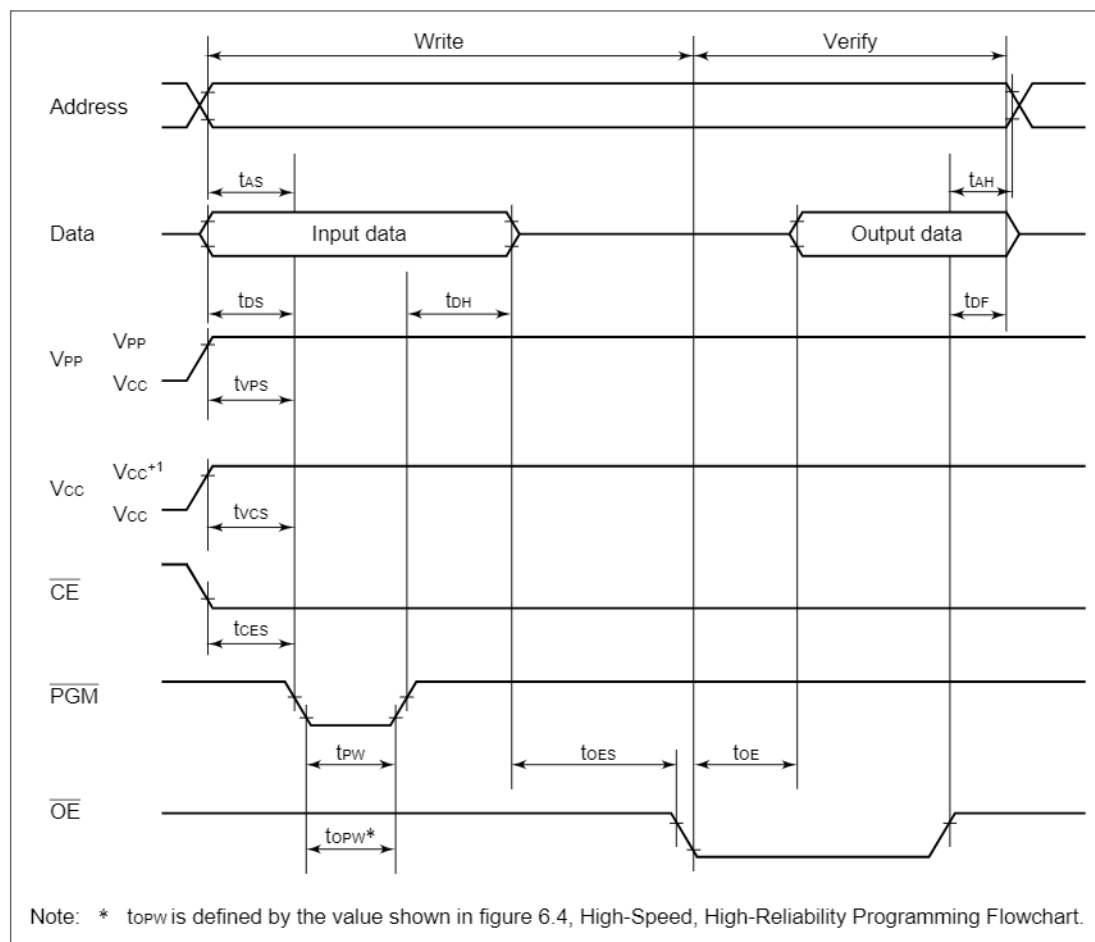 Write Verify
Address
tAS tAH
Data Input data Output data
tDS tDH tDF
VPP VPP
VCC tVPS
VCC VCC+1
VCC tVCS
CE
tCES
PGM
tPW tOES tOE
OE
tOPW*
Note: * tOPW is defined by the value shown in figure 6.4, High-Speed, High-Reliability Programming Flowchart.